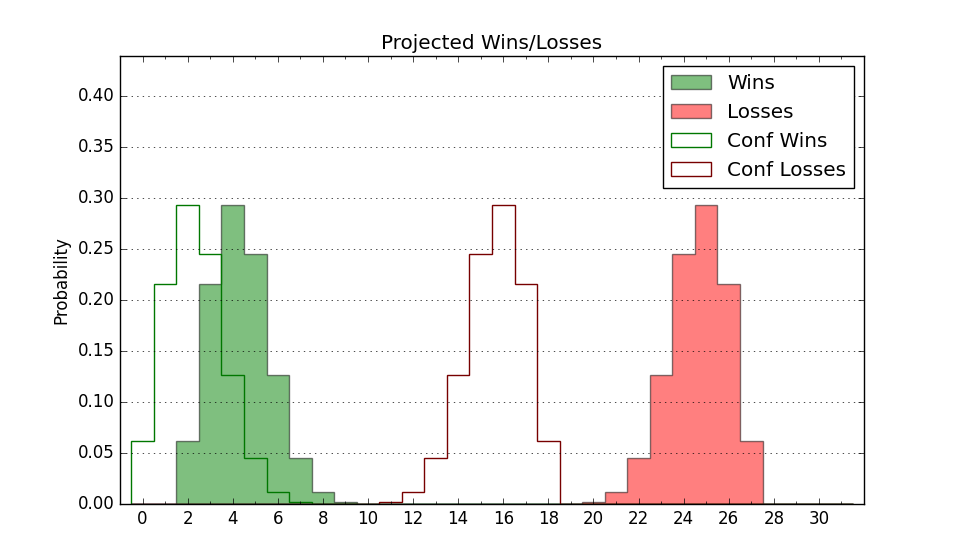 Projected Wins/Losses
Wins
Losses
Conf Wins
Conf Losses
Probability
0.40
0.35
0.30
0.25
0.20
0.15
0.10
0.05
0.00
0 2 4 6 8 10 12 14 16 18 20 22 24 26 28 30